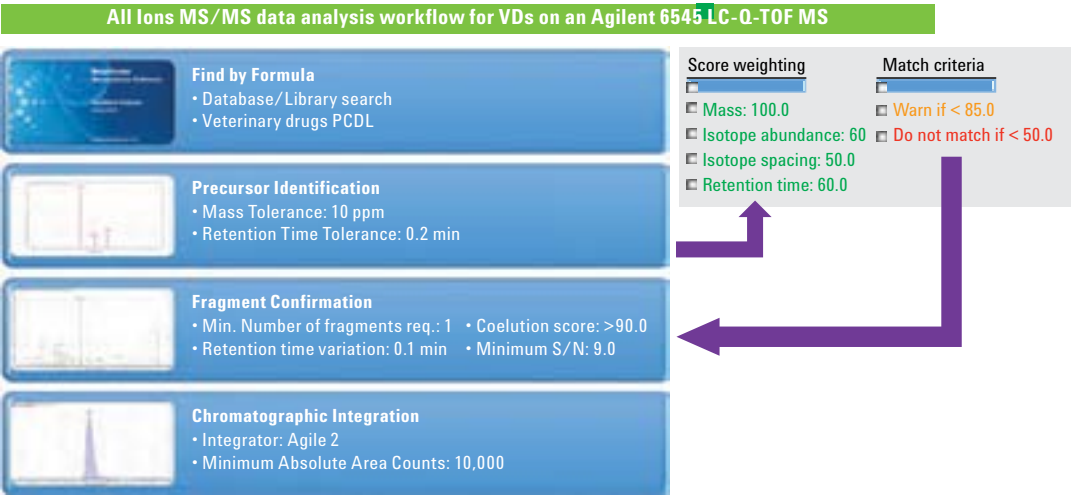 All Ions MS/MS data analysis workflow for VDs on an Agilent 6545 LC-Q-TOF MS
Find by Formula
• Database/Library search
• Veterinary drugs PCDL
Precursor Identification
• Mass Tolerance: 10 ppm
• Retention Time Tolerance: 0.2 min
Fragment Confirmation
• Min. Number of fragments req.: 1 • Coelution score: >90.0
• Retention time variation: 0.1 min • Minimum S/N: 9.0
Chromatographic Integration
• Integrator: Agile 2
• Minimum Absolute Area Counts: 10,000
Score weighting
Mass: 100.0
Isotope abundance: 60
Isotope spacing: 50.0
Retention time: 60.0
Match criteria
Warn if < 85.0
Do not match if < 50.0